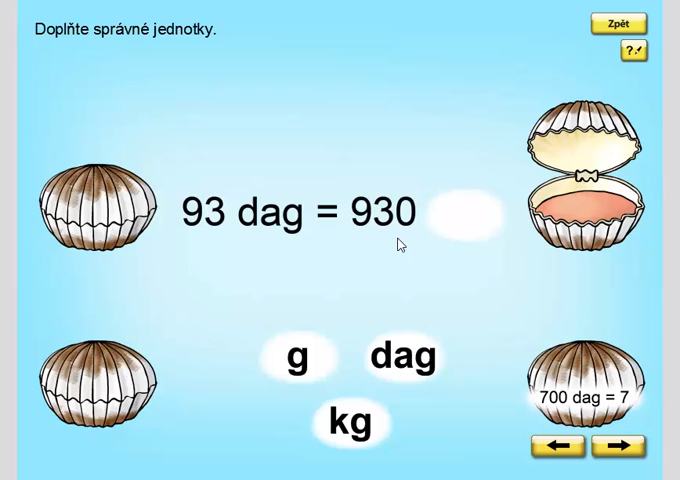 Doplňte správné jednotky.
Zpět
?
93 dag = 930
g
dag
kg
700 dag = 7